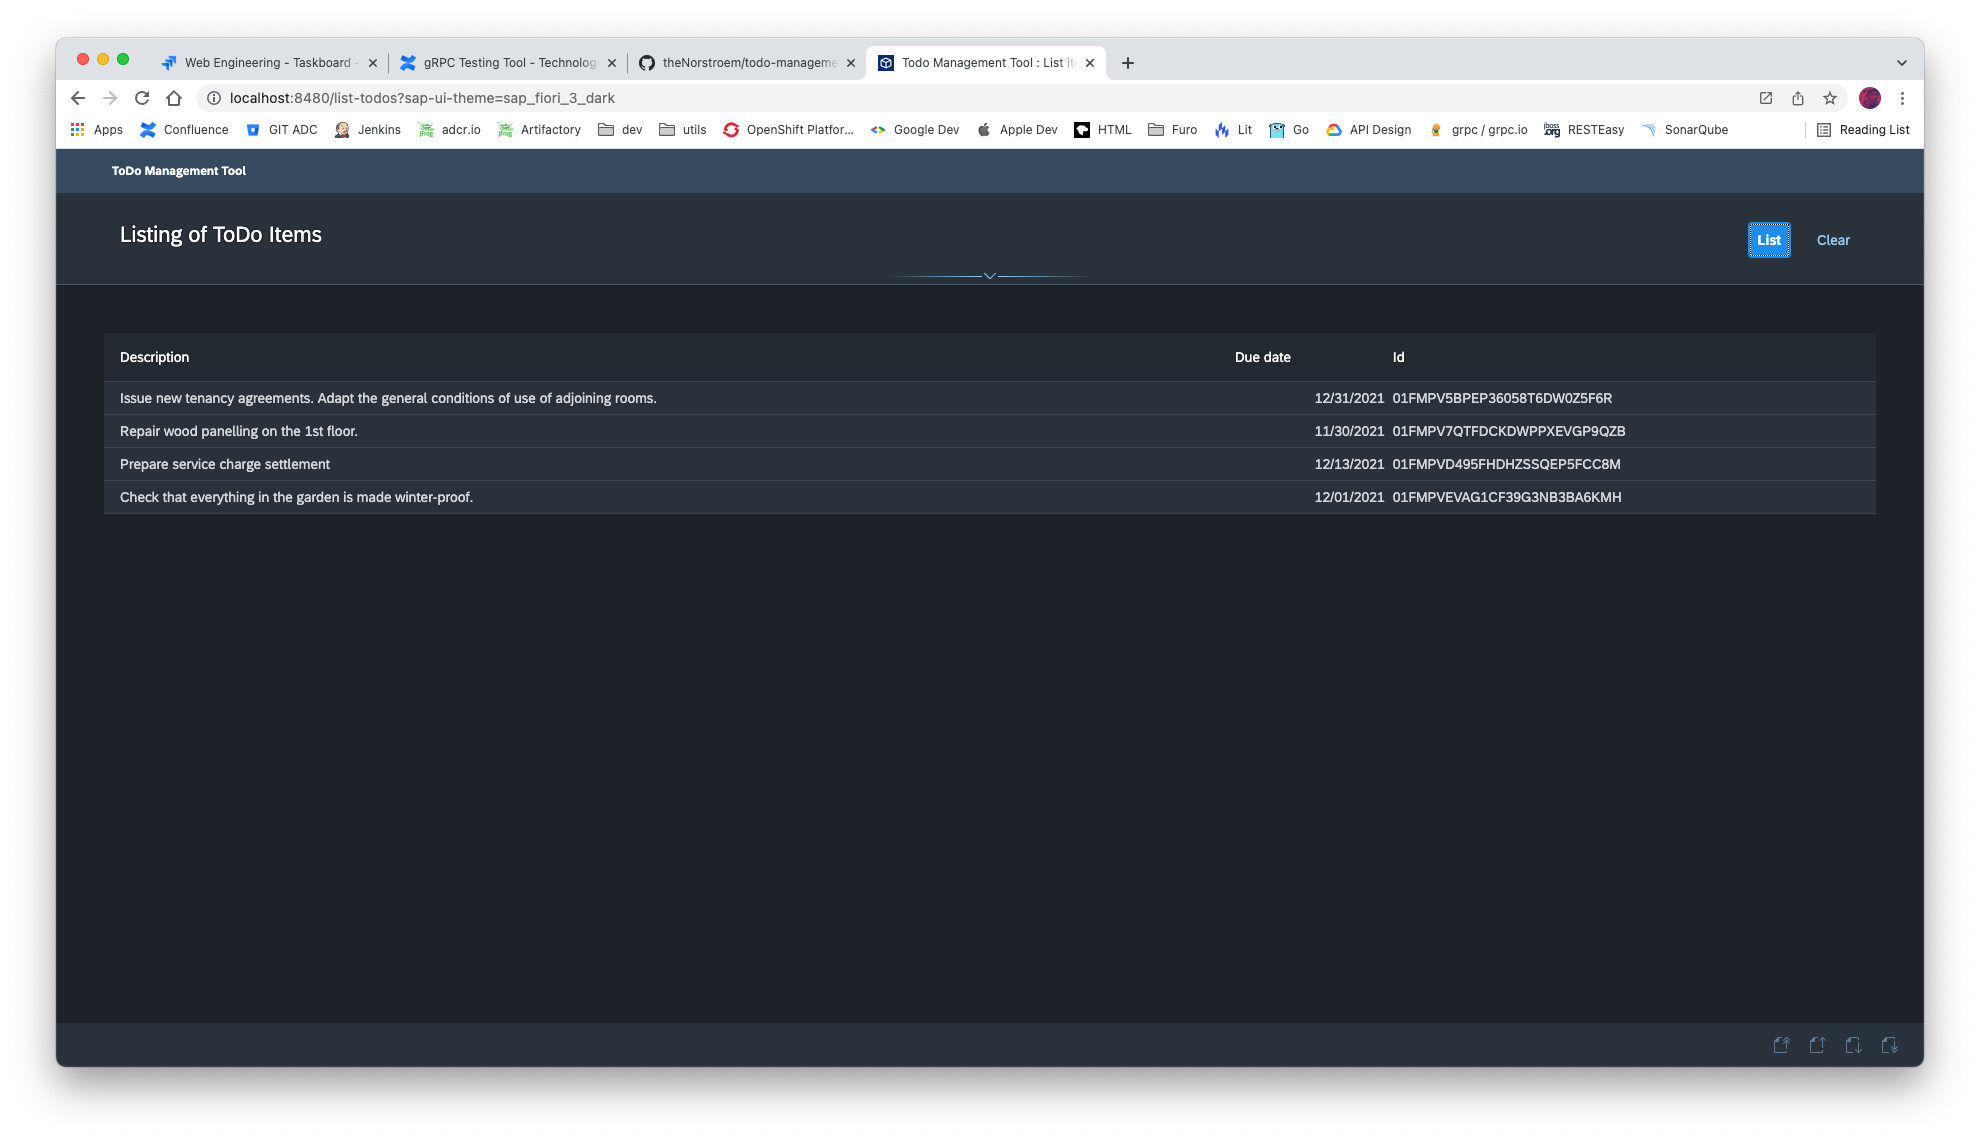 Web Engineering - Taskboard -
gRPC Testing Tool - Technolog
theNorstroem/todo-manageme
Todo Management Tool : List it
localhost:8480/list-todos?sap-ui-theme=sap_fiori_3_dark
Apps Confluence GIT ADC Jenkins adcr.io Artifactory dev utils OpenShift Platfor... Google Dev Apple Dev HTML Furo Lit Go API Design grpc / grpc.io RESTEasy SonarQube Reading List
ToDo Management Tool
Listing of ToDo Items
List Clear
Description Due date Id
Issue new tenancy agreements. Adapt the general conditions of use of adjoining rooms. 12/31/2021 01FMPV5BPEP36058T6DW0Z5F6R
Repair wood panelling on the 1st floor. 11/30/2021 01FMPV7QTFDCKDWPPXEVGP9QZB
Prepare service charge settlement 12/13/2021 01FMPVD495FHDHZSSQEP5FCC8M
Check that everything in the garden is made winter-proof. 12/01/2021 01FMPVEVAG1CF39G3NB3BA6KMH